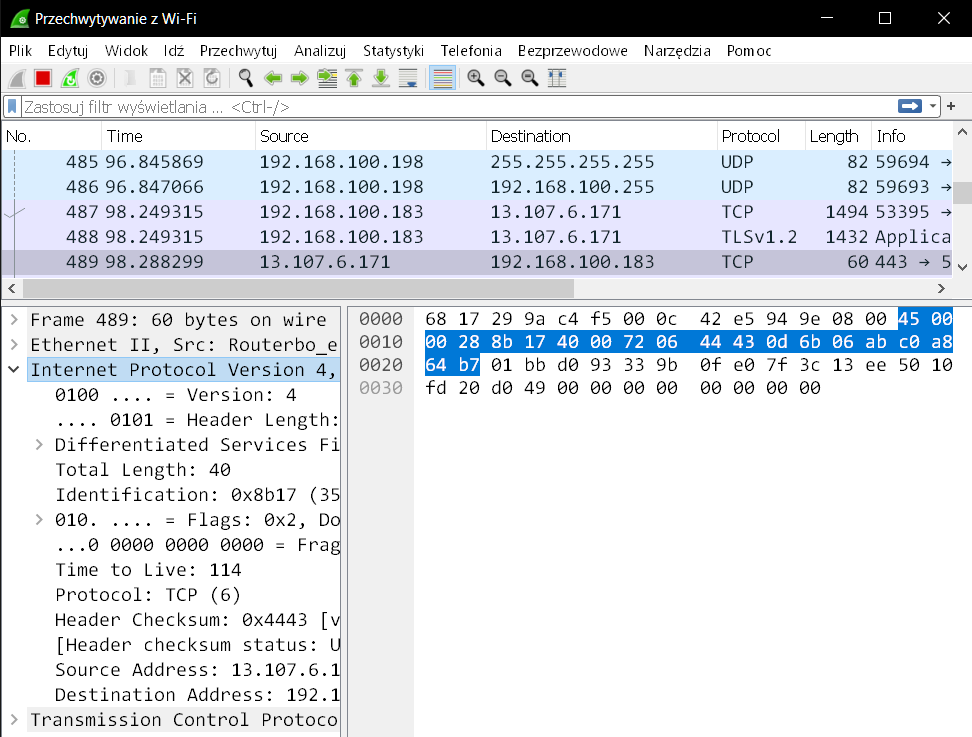 Przechwytywanie z Wi-Fi
Plik Edytuj Widok Idź Przechwytuj Analizuj Statystyki Telefonia Bezprzewodowe Narzędzia Pomoc
Zastosuj filtr wyświetlania ... <Ctrl-/>
No. Time Source Destination Protocol Length Info
485 96.845869 192.168.100.198 255.255.255.255 UDP 82 59694 →
486 96.847066 192.168.100.198 192.168.100.255 UDP 82 59693 →
487 98.249315 192.168.100.183 13.107.6.171 TCP 1494 53395 →
488 98.249315 192.168.100.183 13.107.6.171 TLSv1.2 1432 Applica
489 98.288299 13.107.6.171 192.168.100.183 TCP 60 443 → 5
Frame 489: 60 bytes on wire
Ethernet II, Src: Routerbo_e
Internet Protocol Version 4,
0100 .... = Version: 4
.... 0101 = Header Length:
Differentiated Services Fi
Total Length: 40
Identification: 0x8b17 (35
010. .... = Flags: 0x2, Do
...0 0000 0000 0000 = Frag
Time to Live: 114
Protocol: TCP (6)
Header Checksum: 0x4443 [v
[Header checksum status: U
Source Address: 13.107.6.1
Destination Address: 192.1
Transmission Control Protoco
0000 68 17 29 9a c4 f5 00 0c 42 e5 94 9e 08 00 45 00
0010 00 28 8b 17 40 00 72 06 44 43 0d 6b 06 ab c0 a8
0020 64 b7 01 bb d0 93 33 9b 0f e0 7f 3c 13 ee 50 10
0030 fd 20 d0 49 00 00 00 00 00 00 00 00